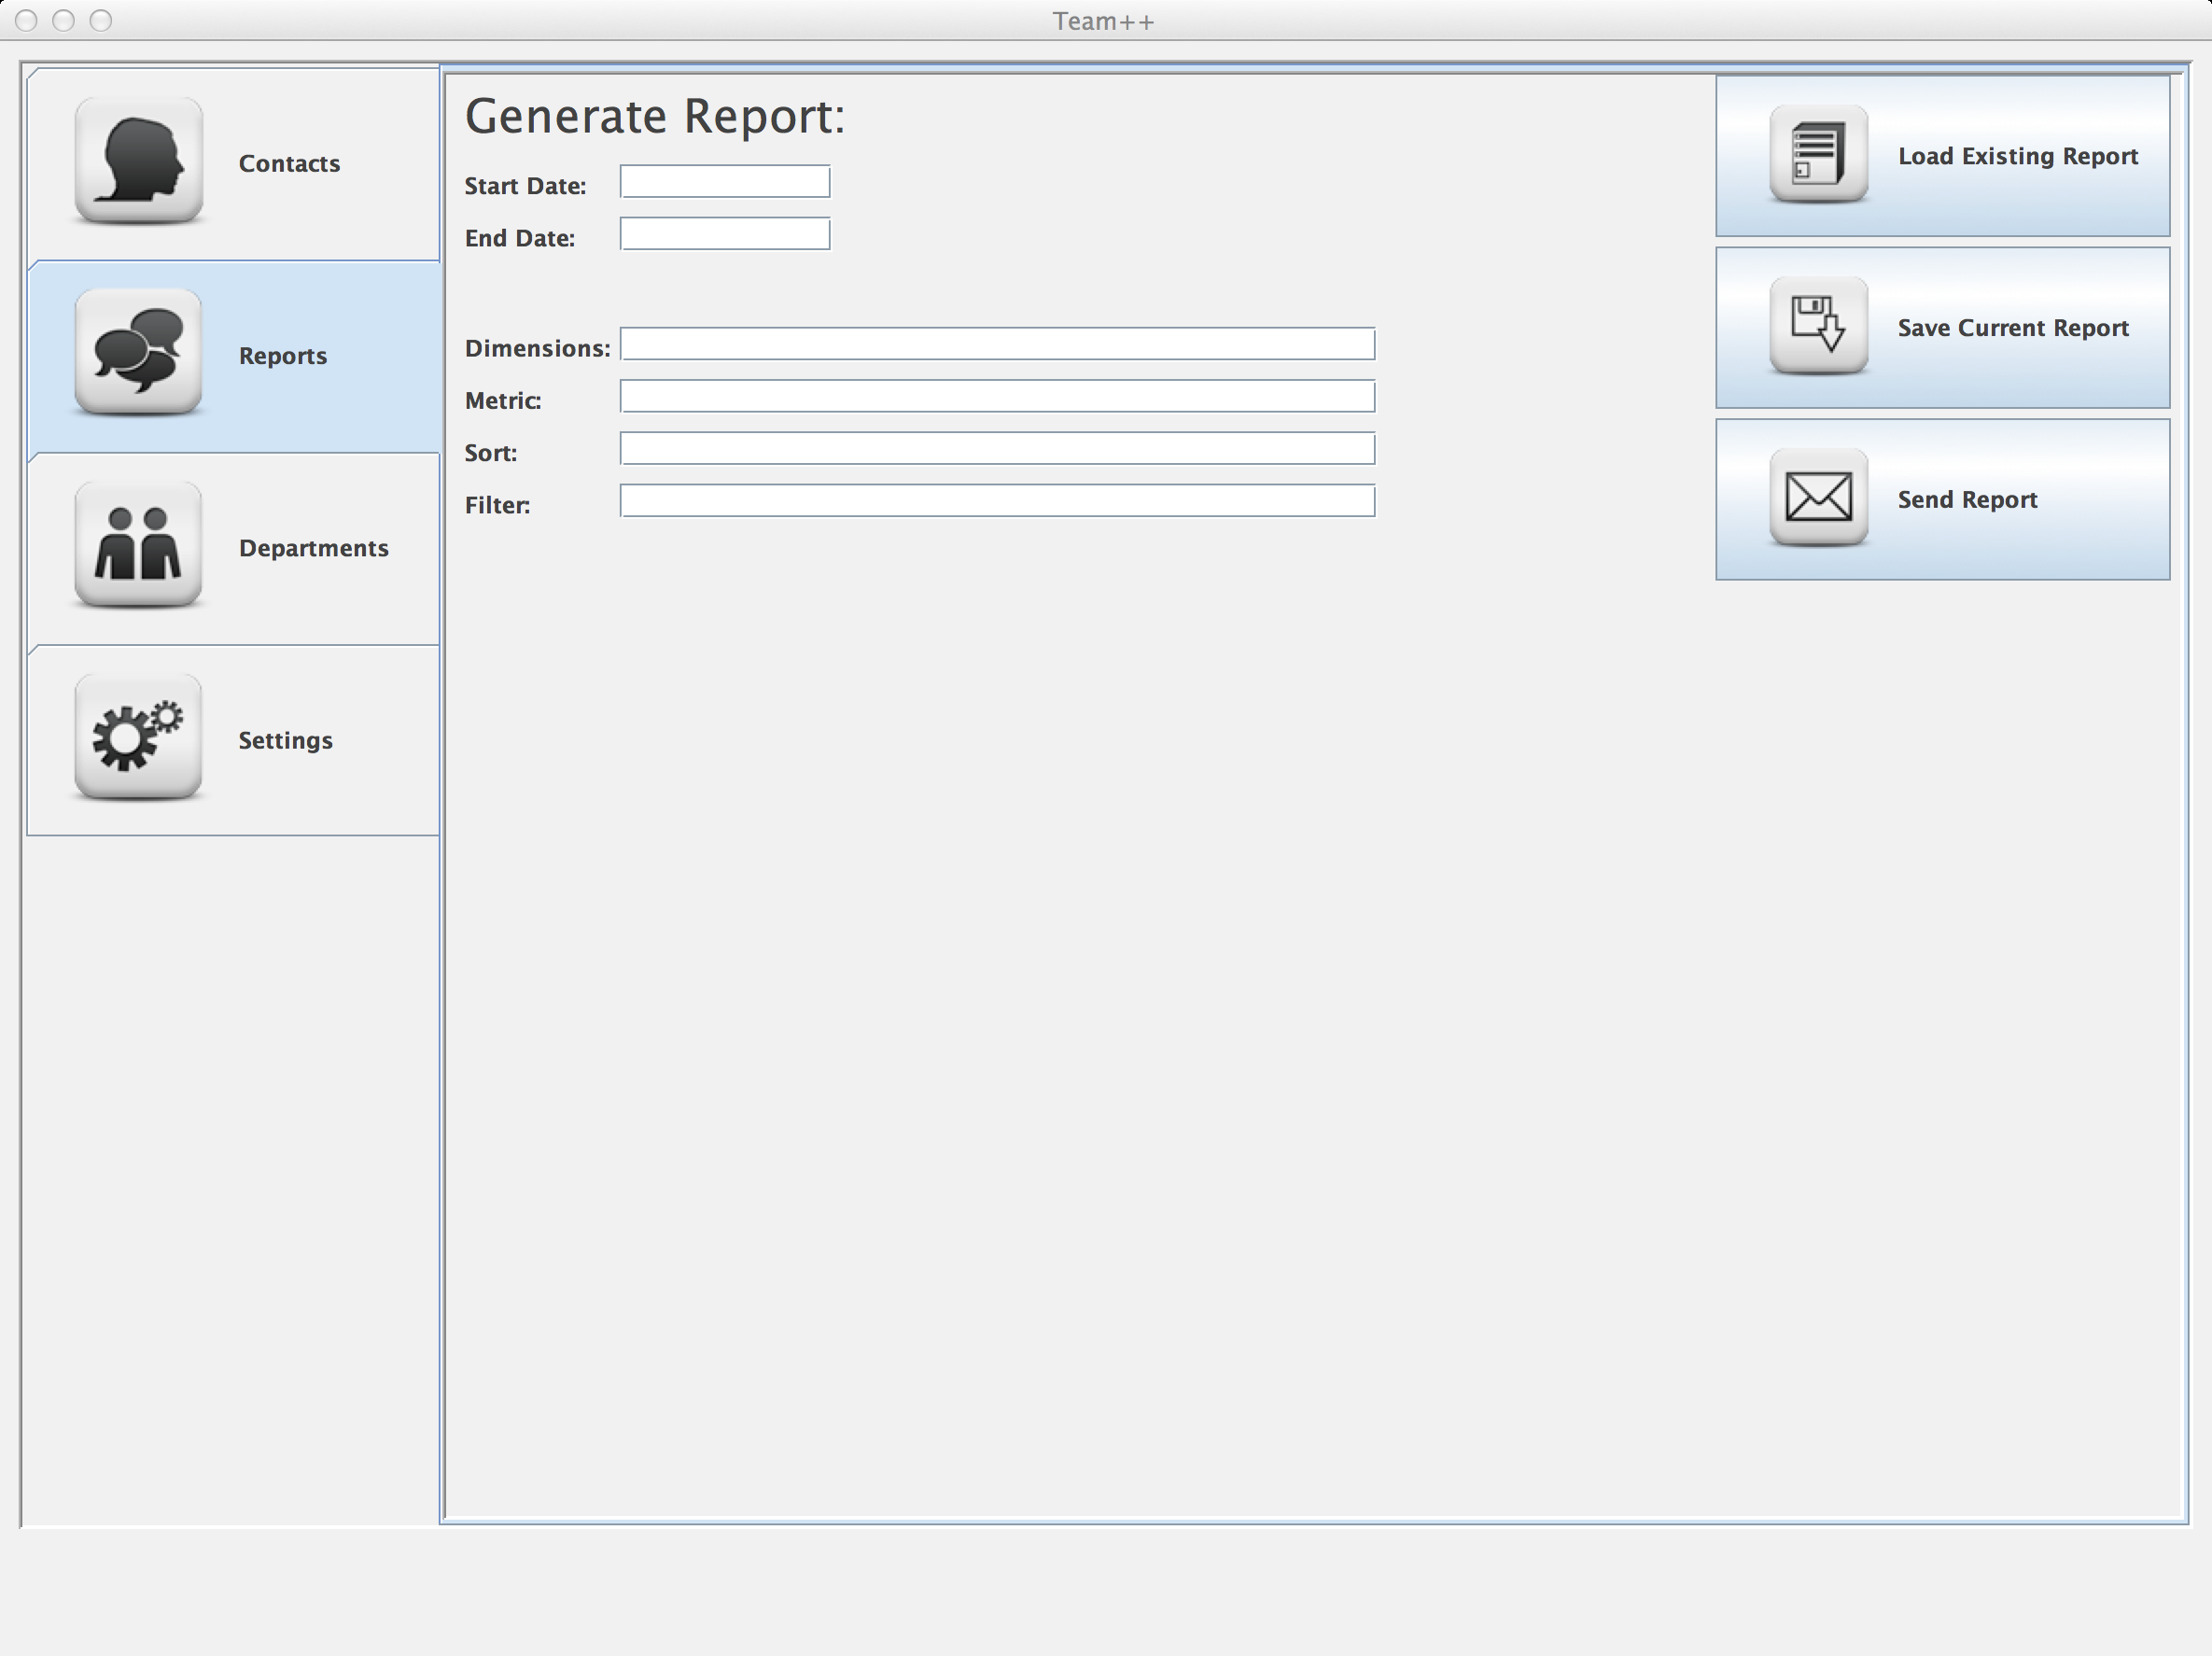 Team++
Contacts
Reports
Departments
Settings
Generate Report:
Start Date:
End Date:
Dimensions:
Metric:
Sort:
Filter:
Load Existing Report
Save Current Report
Send Report